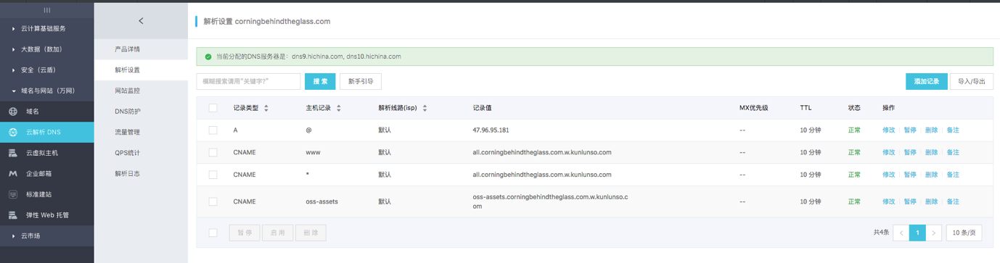 云计算基础服务
大数据（数加）
安全（云盾）
域名与网站（万网）
域名
云解析 DNS
云虚拟主机
企业邮箱
标准建站
弹性 Web 托管
云市场
产品详情
解析设置
网站监控
DNS防护
流量管理
QPS统计
解析日志
解析设置 corningbehindtheglass.com
当前分配的DNS服务器是：dns9.hichina.com, dns10.hichina.com
模糊搜索请用“关键字?” 搜 索 新手引导 添加记录 导入/导出
记录类型 主机记录 解析线路(isp) 记录值 MX优先级 TTL 状态 操作
A @ 默认 47.96.95.181 -- 10 分钟 正常 修改 暂停 删除 备注
CNAME www 默认 all.corningbehindtheglass.com.w.kunlunso.com -- 10 分钟 正常 修改 暂停 删除 备注
CNAME * 默认 all.corningbehindtheglass.com.w.kunlunso.com -- 10 分钟 正常 修改 暂停 删除 备注
CNAME oss-assets 默认 oss-assets.corningbehindtheglass.com.w.kunlunso.c -- 10 分钟 正常 修改 暂停 删除 备注
om
暂 停 启 用 删 除 共4条 < 1 > 10 条/页